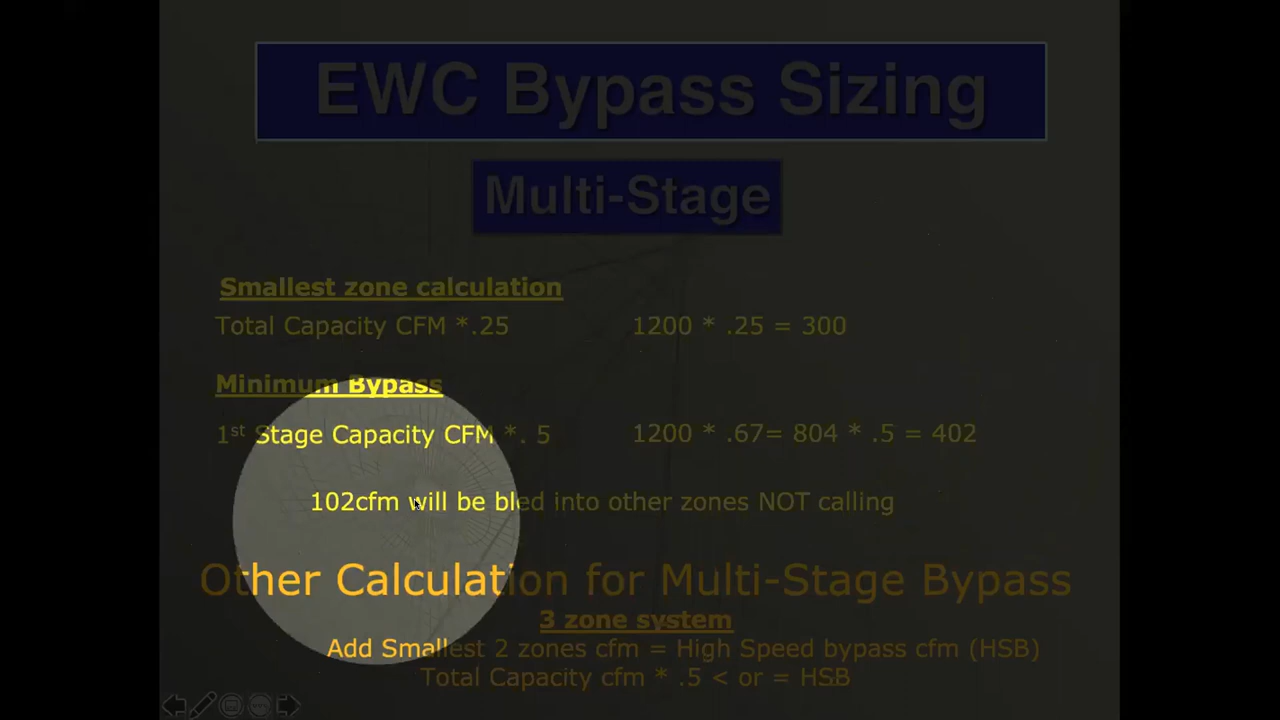 EWC Bypass Sizing
Multi-Stage
Smallest zone calculation
Total Capacity CFM *.25 1200 * .25 = 300
Minimum Bypass
1st Stage Capacity CFM *. 5 1200 * .67= 804 * .5 = 402
102cfm will be bled into other zones NOT calling
Other Calculation for Multi-Stage Bypass
3 zone system
Add Smallest 2 zones cfm = High Speed bypass cfm (HSB)
Total Capacity cfm * .5 < or = HSB